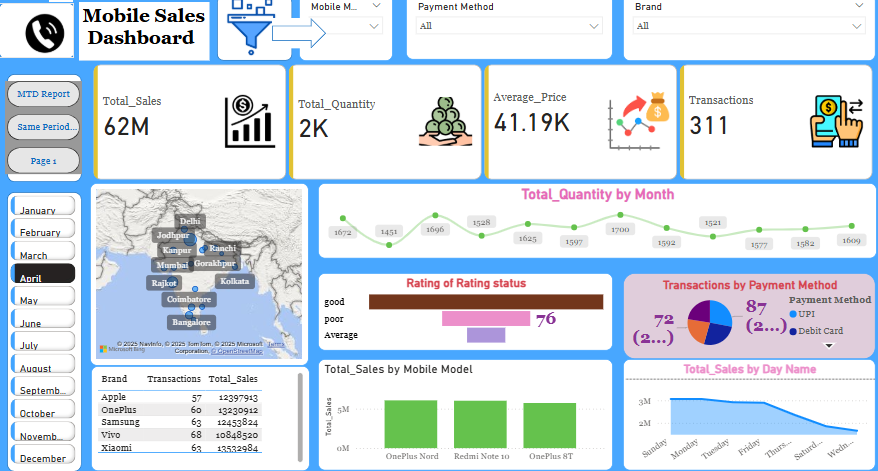 Mobile Sales
Dashboard
Mobile M...
Payment Method
All
Brand
All
MTD Report
Same Period...
Page 1
Total_Sales
62M
Total_Quantity
2K
Average_Price
41.19K
Transactions
311
January
February
March
April
May
June
July
August
Septemb...
October
Novemb...
December
Delhi
Jodhpur
Kanpur
Ranchi
Mumbai
Gorakhpur
Rajkot
Kolkata
Coimbatore
Bangalore
© 2025 NavInfo, © 2025 TomTom, © 2025 Microsoft
Corporation, © OpenStreetMap
Terms
Microsoft Bing
Total_Quantity by Month
1672
1451
1696
1528
1625
1597
1700
1592
1521
1577
1582
1609
Rating of Rating status
good
poor
76
Average
Transactions by Payment Method
72
(2...)
87
(2...)
Payment Method
UPI
Debit Card
Brand Transactions Total_Sales
Apple 57 12397913
OnePlus 60 13230912
Samsung 63 12453824
Vivo 68 10848520
Xiaomi 63 13532984
Total_Sales by Mobile Model
Total_Sales
5M
0M
OnePlus Nord
Redmi Note 10
OnePlus 8T
Total_Sales by Day Name
3M
2M
Sunday
Monday
Tuesday
Friday
Thurs...
Saturd...
Wedn...